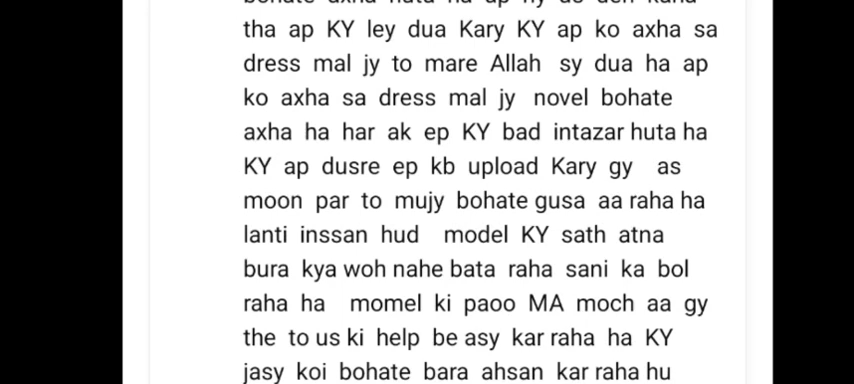 tha ap KY ley dua Kary KY ap ko axha sa
dress mal jy to mare Allah sy dua ha ap
ko axha sa dress mal jy novel bohate
axha ha har ak ep KY bad intazar huta ha
KY ap dusre ep kb upload Kary gy as
moon par to mujy bohate gusa aa raha ha
lanti inssan hud model KY sath atna
bura kya woh nahe bata raha sani ka bol
raha ha momel ki paoo MA moch aa gy
the to us ki help be asy kar raha ha KY
jasy koi bohate bara ahsan kar raha hu